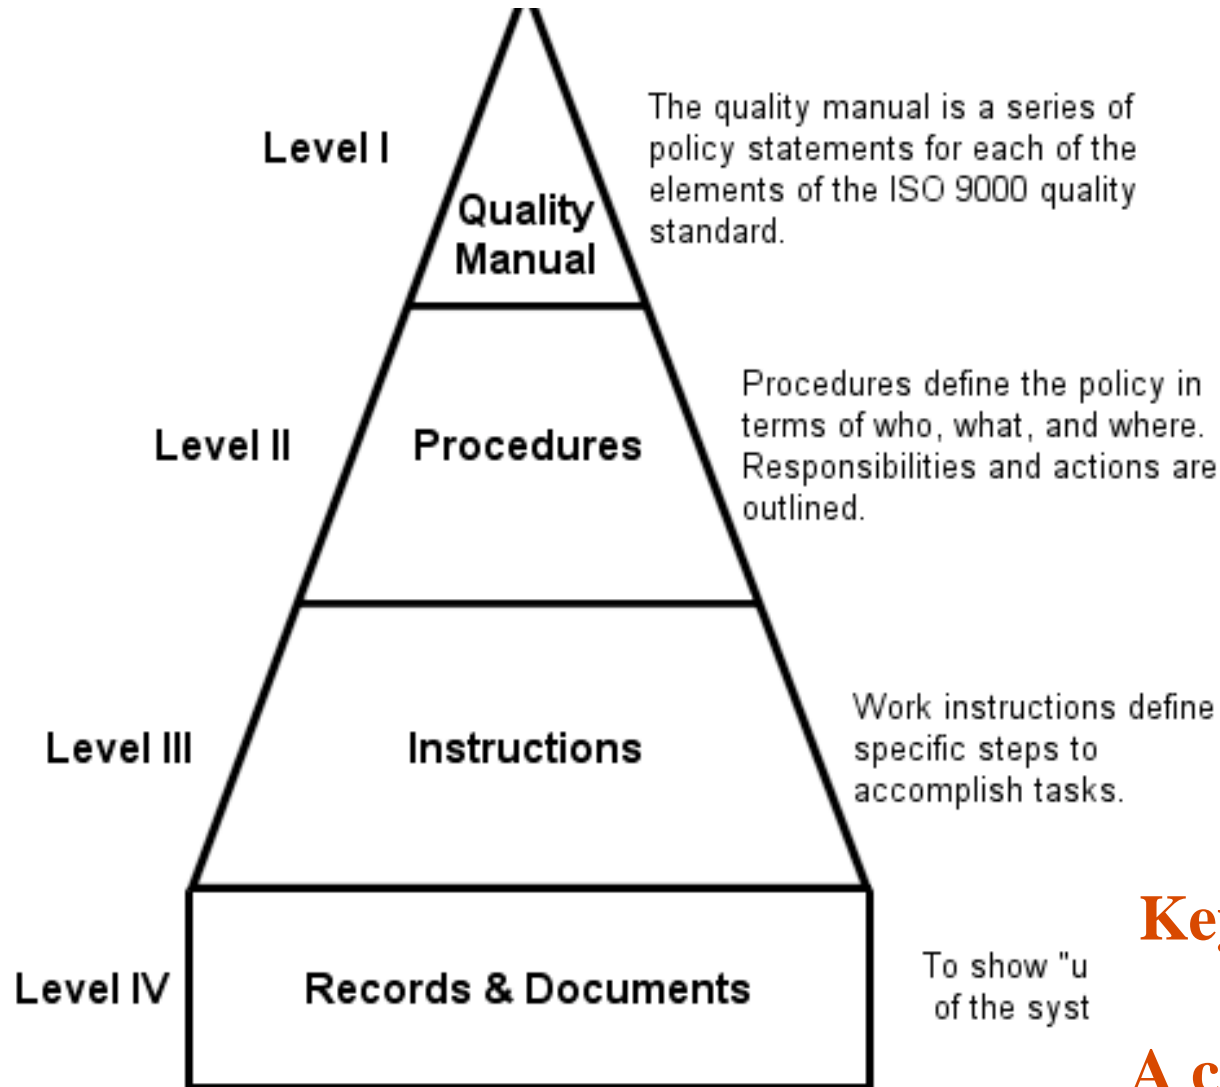 Level I
Quality
Manual
The quality manual is a series of
policy statements for each of the
elements of the ISO 9000 quality
standard.
Level II
Procedures
Procedures define the policy in
terms of who, what, and where.
Responsibilities and actions are
outlined.
Level III
Instructions
Work instructions define
specific steps to
accomplish tasks.
Level IV
Records & Documents
To show "u
of the syst
A